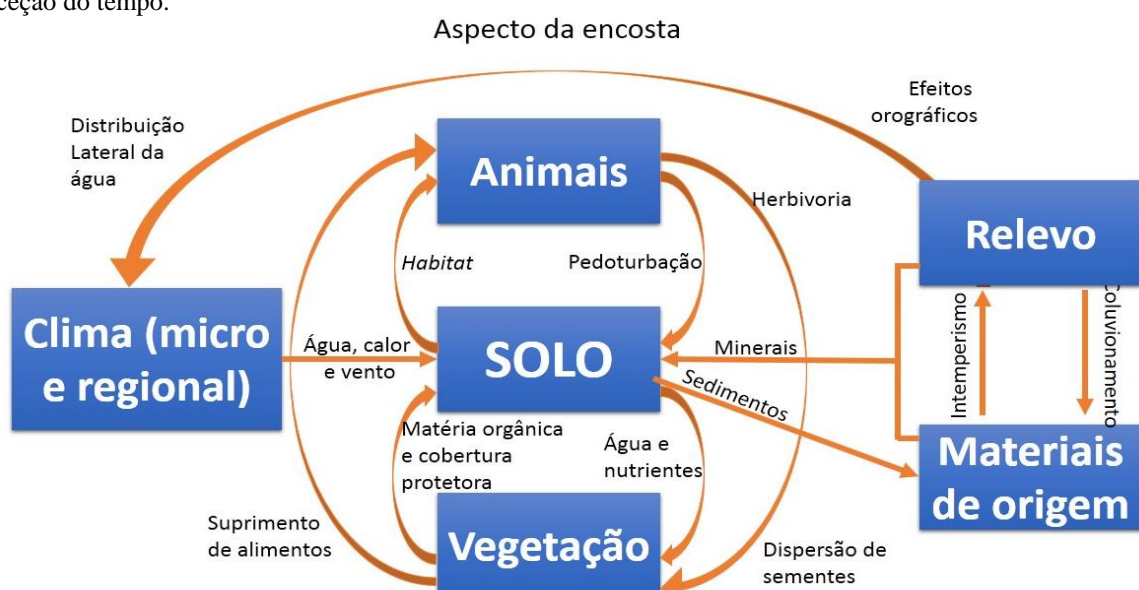 ceção do tempo.
Aspecto da encosta
Efeitos
orográficos
Distribuição
Lateral da
água
Animais
Herbivoria
Relevo
Habitat
Pedoturbação
Clima (micro
e regional)
Água, calor
e vento
SOLO
Minerais
Sedimentos
Intemperismo
Coluvionamento
Matéria orgânica
e cobertura
protetora
Água e
nutrientes
Materiais
de origem
Suprimento
de alimentos
Vegetação
Dispersão de
sementes